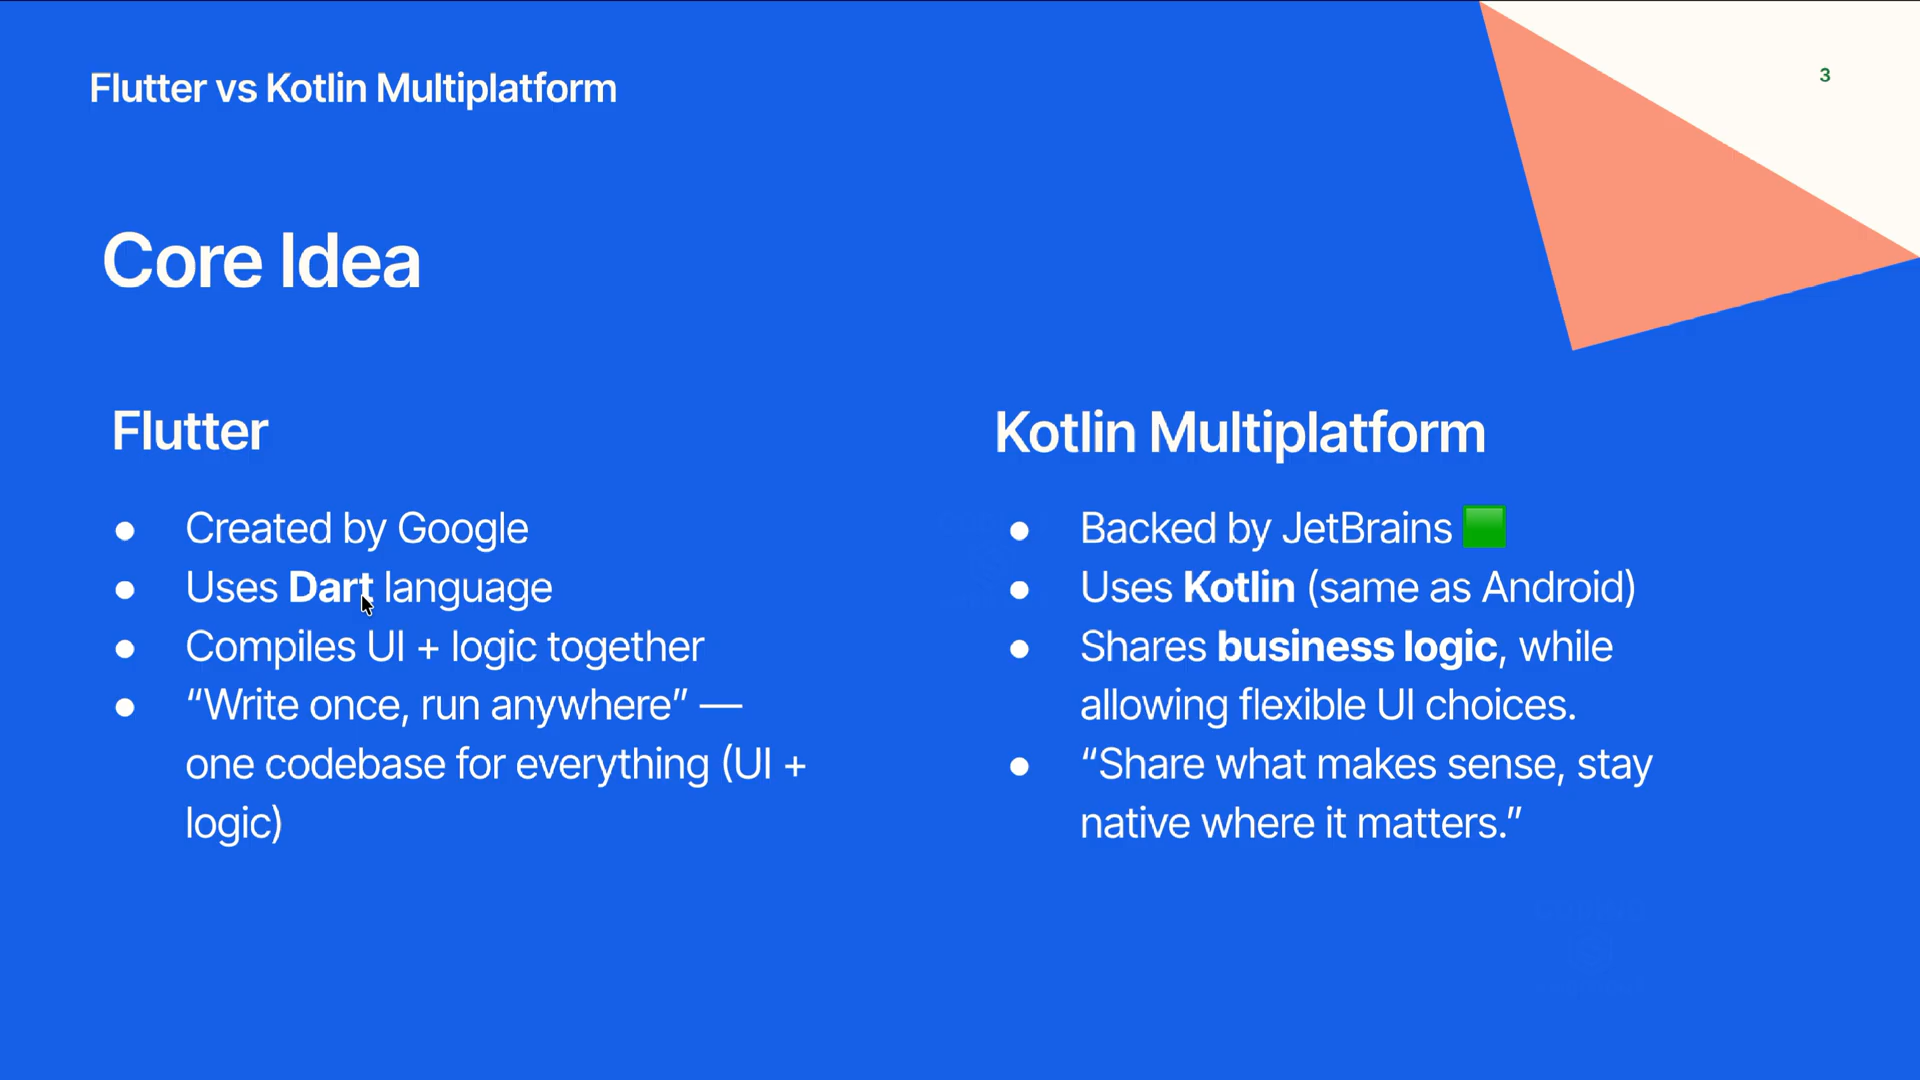 Flutter vs Kotlin Multiplatform
3
Core Idea
Flutter
● Created by Google
● Uses Dart language
● Compiles UI + logic together
● “Write once, run anywhere” —
one codebase for everything (UI +
logic)
Kotlin Multiplatform
● Backed by JetBrains 🟩
● Uses Kotlin (same as Android)
● Shares business logic, while
allowing flexible UI choices.
● “Share what makes sense, stay
native where it matters.”